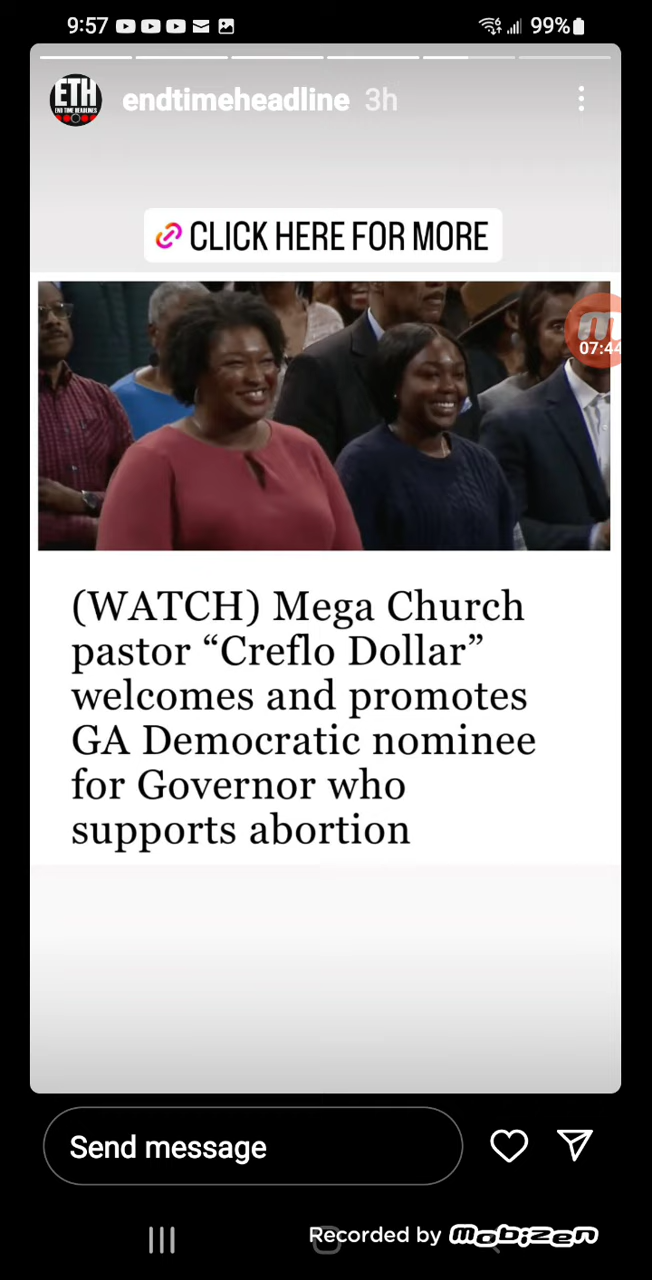 9:57
99%
ETH
END TIME HEADLINES
endtimeheadline 3h
CLICK HERE FOR MORE
07:44
(WATCH) Mega Church
pastor “Creflo Dollar”
welcomes and promotes
GA Democratic nominee
for Governor who
supports abortion
Send message
Recorded by Mobizen